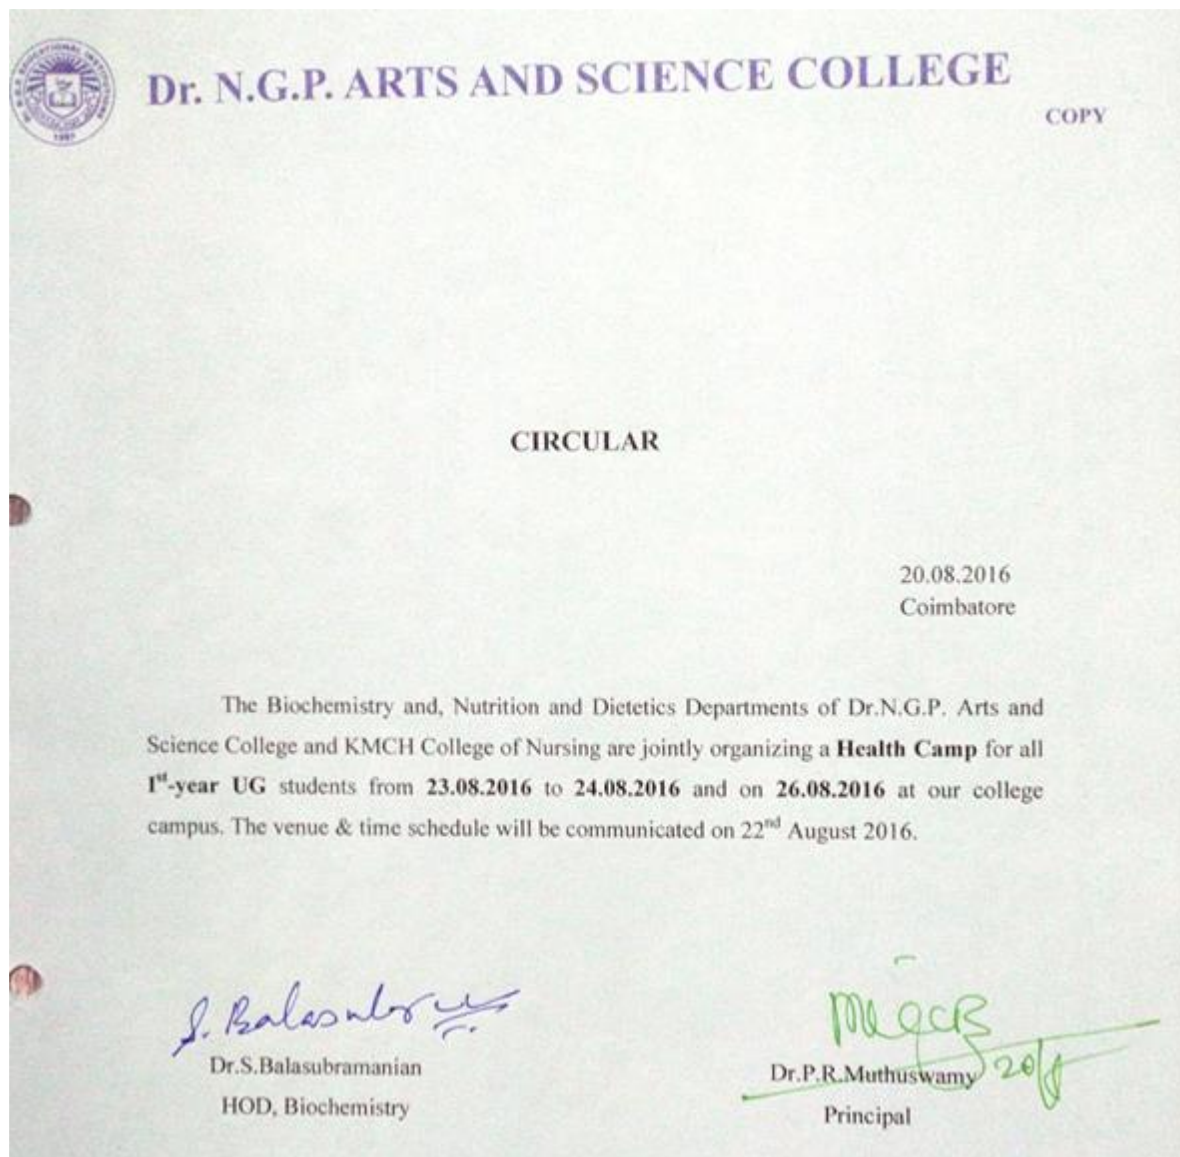 Dr. N.G.P. ARTS AND SCIENCE COLLEGE
COPY
CIRCULAR
20.08.2016
Coimbatore
The Biochemistry and, Nutrition and Dietetics Departments of Dr.N.G.P. Arts and
Science College and KMCH College of Nursing are jointly organizing a Health Camp for all
Ist-year UG students from 23.08.2016 to 24.08.2016 and on 26.08.2016 at our college
campus. The venue & time schedule will be communicated on 22nd August 2016.
Dr.S.Balasubramanian
HOD, Biochemistry
20/8
Dr.P.R.Muthuswamy
Principal